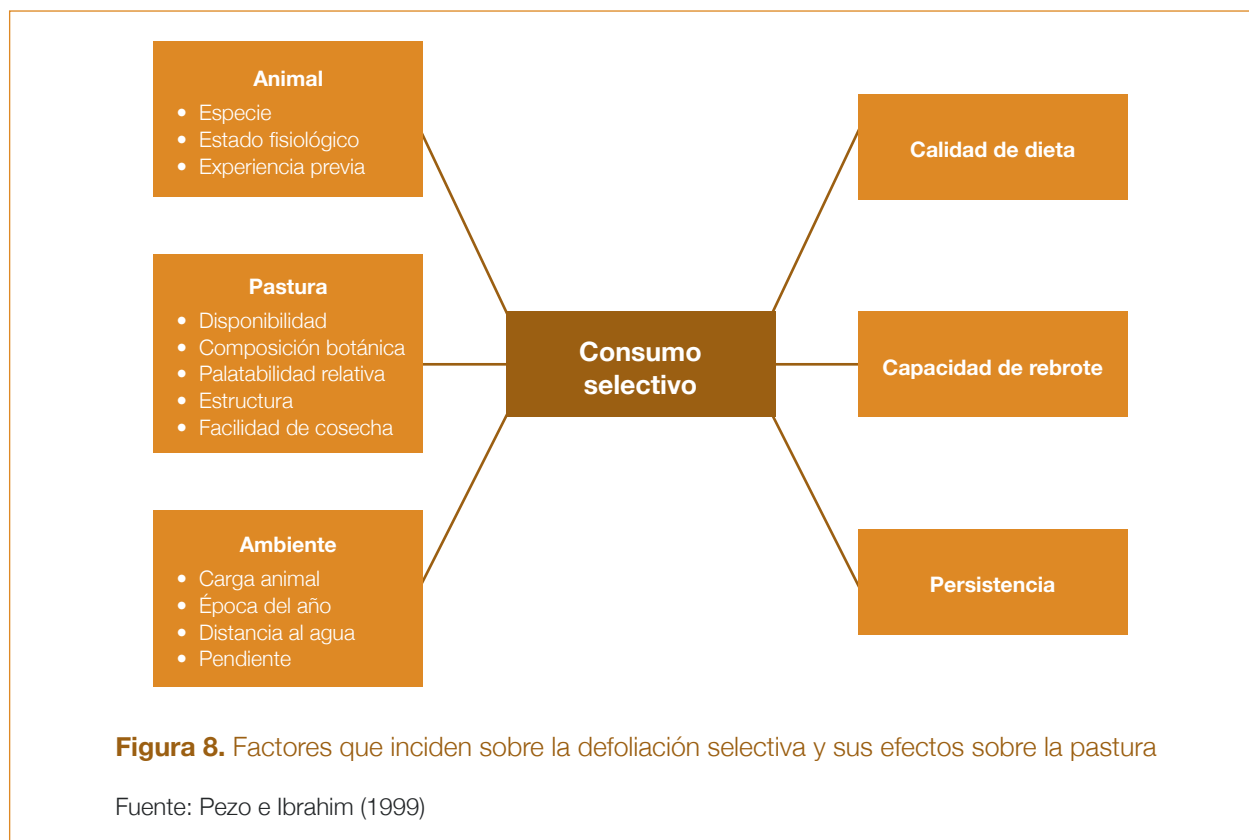 Animal
• Especie
• Estado fisiológico
• Experiencia previa
Pastura
• Disponibilidad
• Composición botánica
• Palatabilidad relativa
• Estructura
• Facilidad de cosecha
Ambiente
• Carga animal
• Época del año
• Distancia al agua
• Pendiente
Consumo
selectivo
Calidad de dieta
Capacidad de rebrote
Persistencia
Figura 8. Factores que inciden sobre la defoliación selectiva y sus efectos sobre la pastura
Fuente: Pezo e Ibrahim (1999)